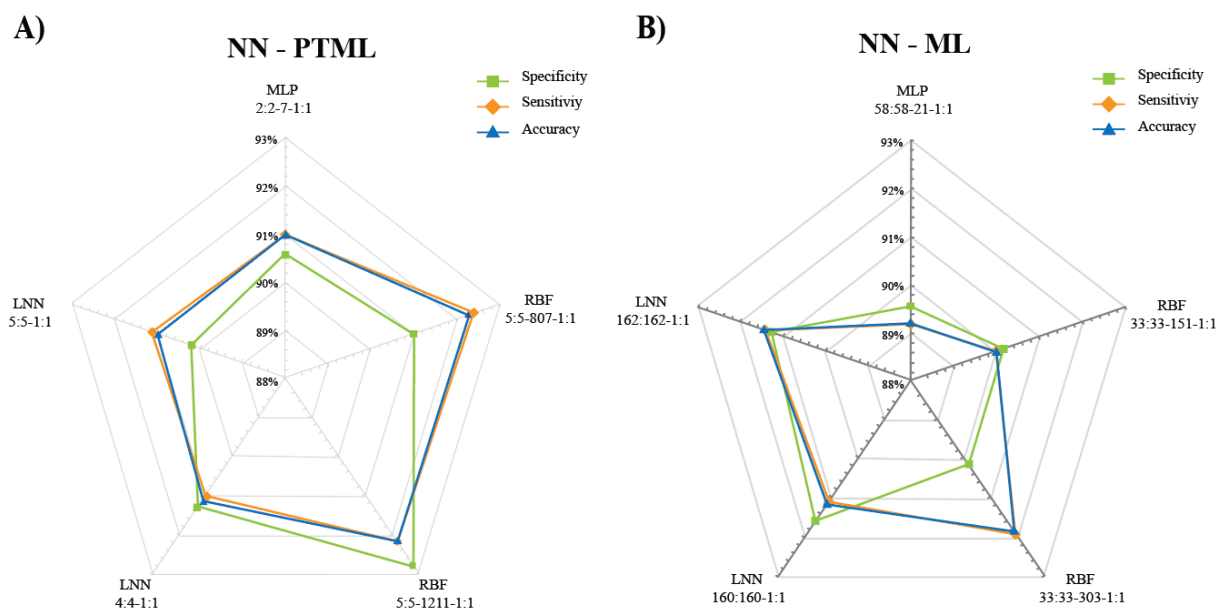 A)
NN - PTML
Specificity
Sensitiviy
Accuracy
MLP
2:2-7-1:1
93%
92%
91%
90%
89%
88%
RBF
5:5-807-1:1
RBF
5:5-1211-1:1
LNN
4:4-1:1
LNN
5:5-1:1
B)
NN - ML
Specificity
Sensitiviy
Accuracy
MLP
58:58-21-1:1
93%
92%
91%
90%
89%
88%
RBF
33:33-151-1:1
RBF
33:33-303-1:1
LNN
160:160-1:1
LNN
162:162-1:1